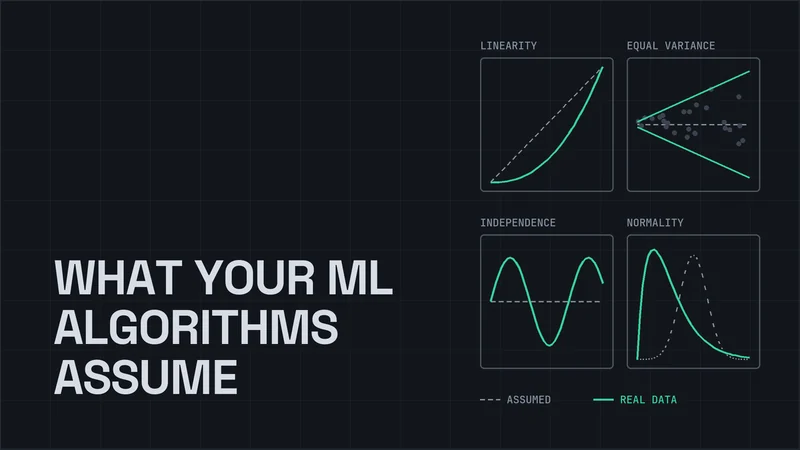 WHAT YOUR ML
ALGORITHMS
ASSUME
LINEARITY
EQUAL VARIANCE
INDEPENDENCE
NORMALITY
ASSUMED
REAL DATA